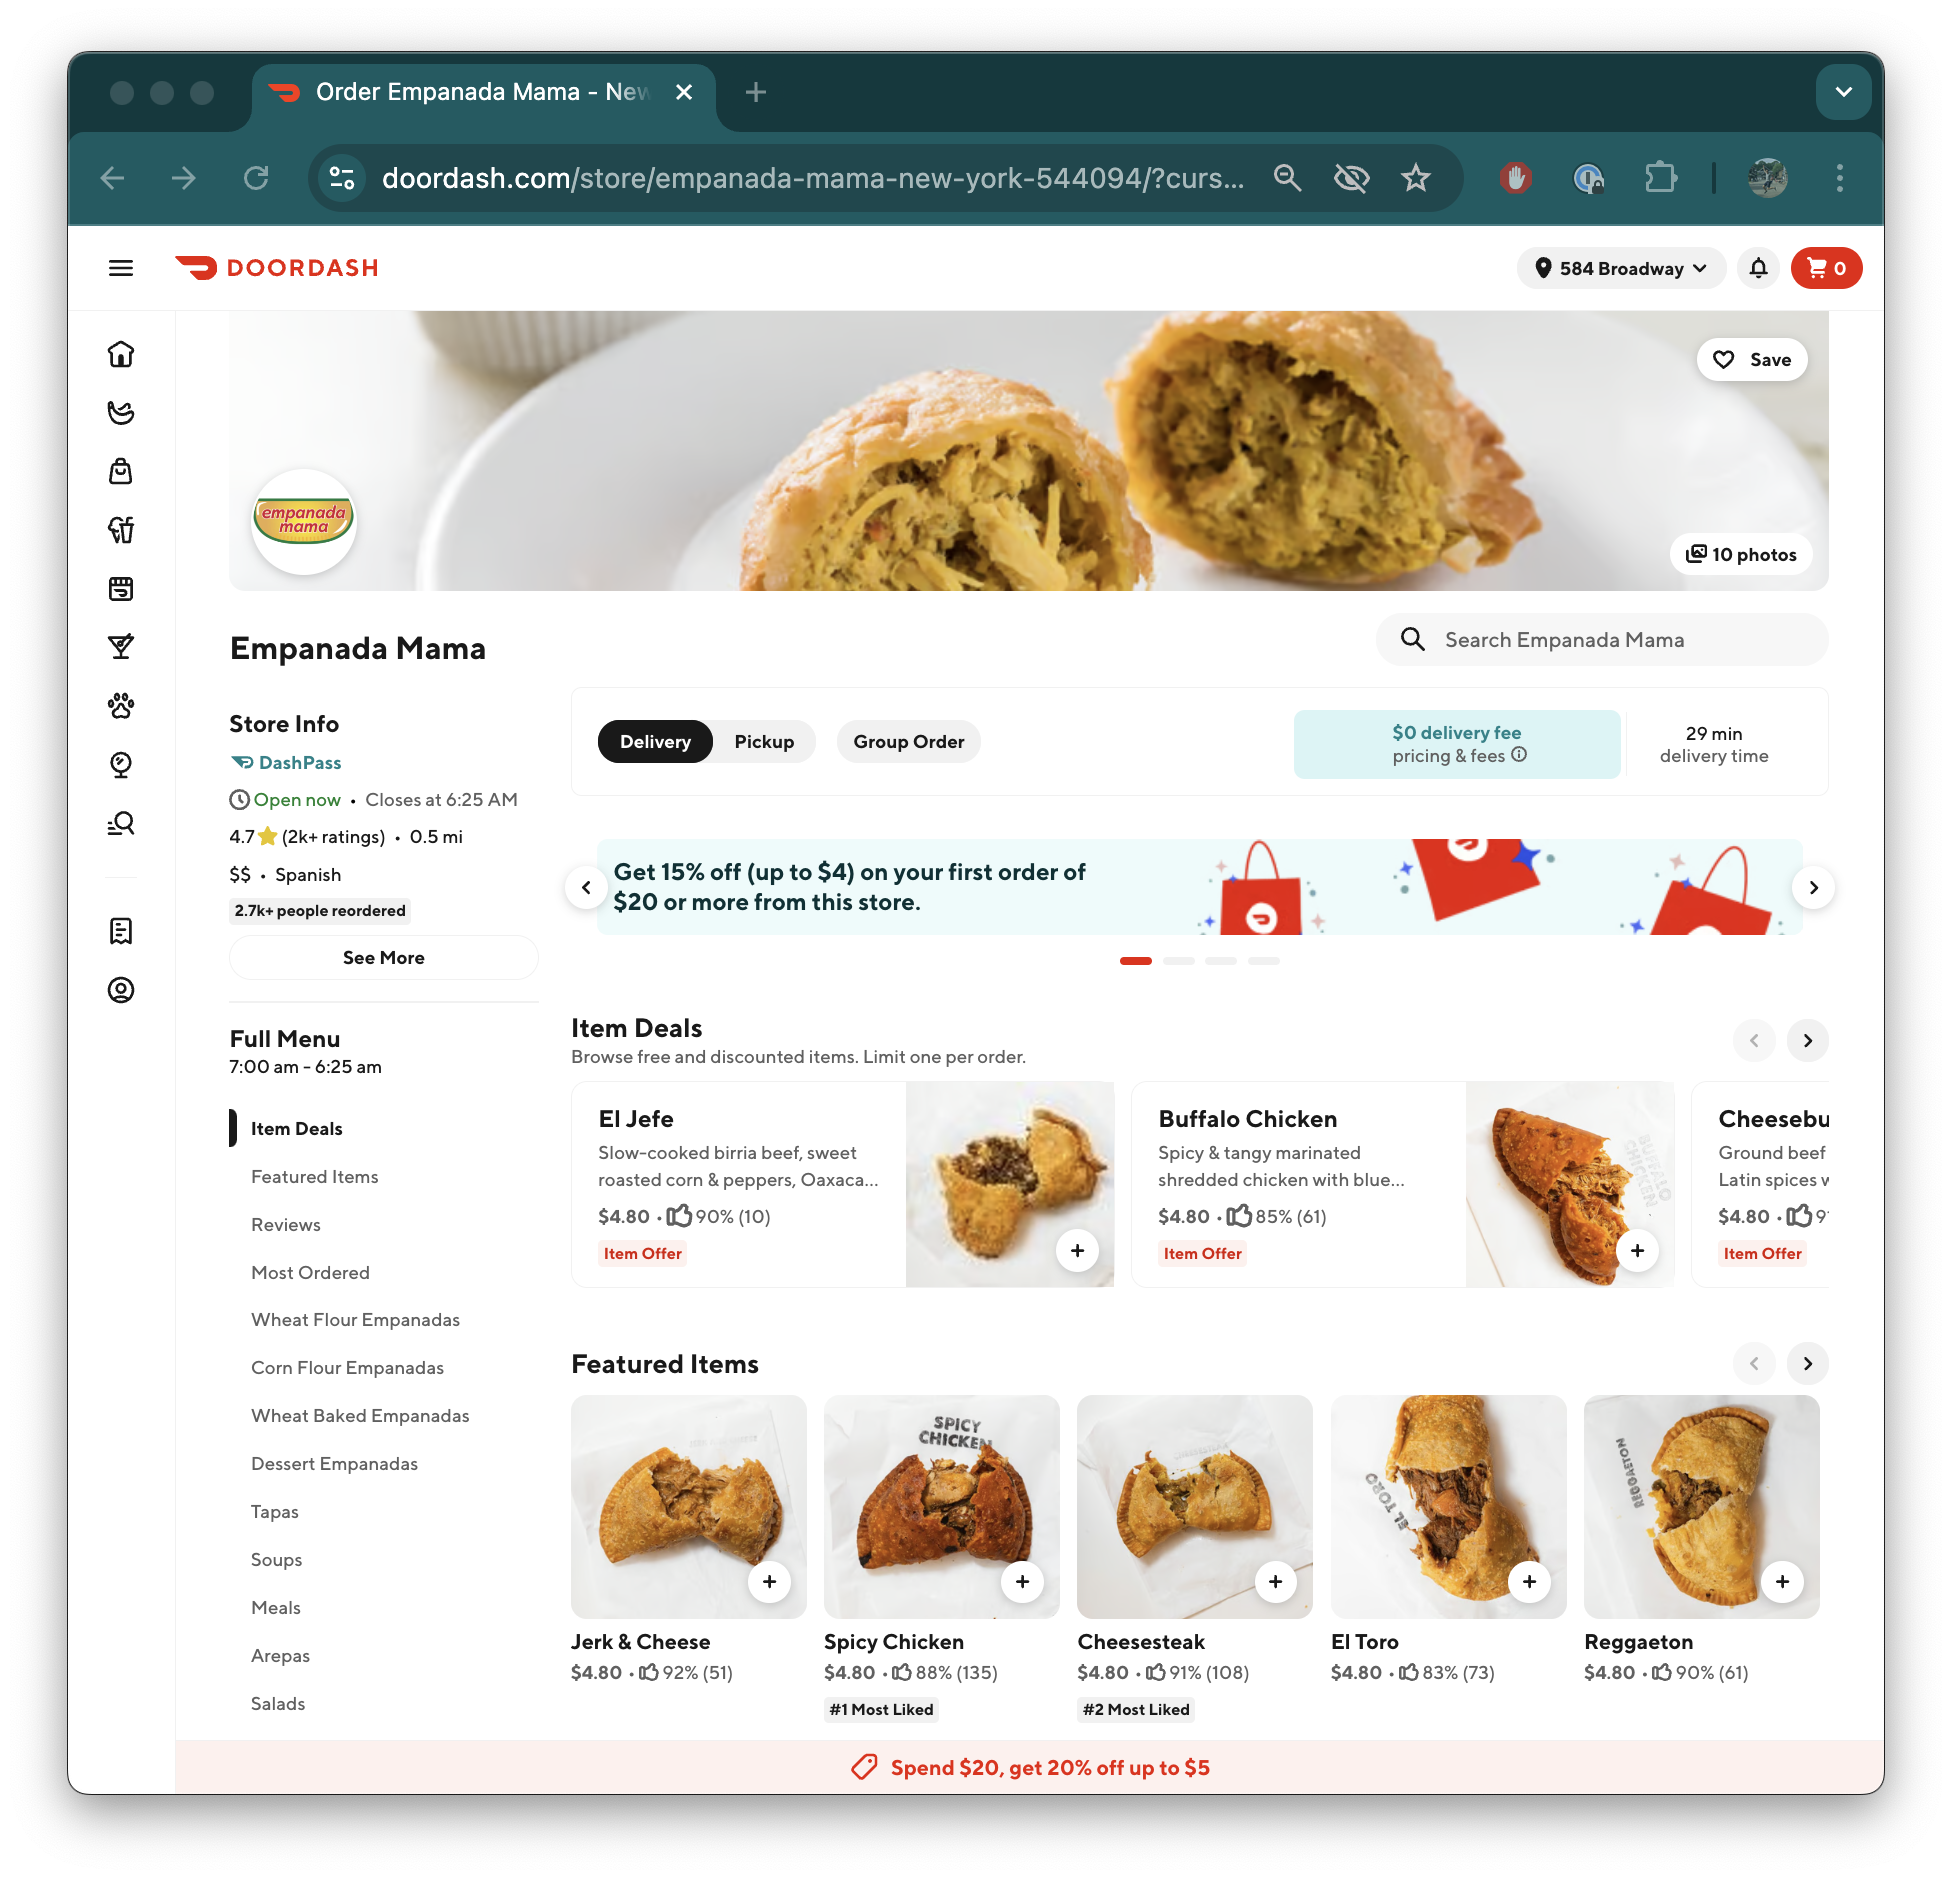 Order Empanada Mama - New
doordash.com/store/empanada-mama-new-york-544094/?curs...
DOORDASH
584 Broadway
0
Save
empanada
mama
10 photos
Empanada Mama
Search Empanada Mama
Store Info
DashPass
Open now • Closes at 6:25 AM
4.7 (2k+ ratings) • 0.5 mi
$$ • Spanish
2.7k+ people reordered
See More
Full Menu
7:00 am - 6:25 am
Item Deals
Featured Items
Reviews
Most Ordered
Wheat Flour Empanadas
Corn Flour Empanadas
Wheat Baked Empanadas
Dessert Empanadas
Tapas
Soups
Meals
Arepas
Salads
Delivery
Pickup
Group Order
$0 delivery fee
pricing & fees
29 min
delivery time
Get 15% off (up to $4) on your first order of
$20 or more from this store.
Item Deals
Browse free and discounted items. Limit one per order.
El Jefe
Slow-cooked birria beef, sweet
roasted corn & peppers, Oaxaca...
$4.80 • 90% (10)
Item Offer
Buffalo Chicken
Spicy & tangy marinated
shredded chicken with blue...
$4.80 • 85% (61)
Item Offer
BUFFALO
CHICKEN
Cheesebu
Ground beef
Latin spices w
$4.80 • 9
Item Offer
Featured Items
SPICY
CHICKEN
EL TORO
REGGAETON
Jerk & Cheese
$4.80 • 92% (51)
Spicy Chicken
$4.80 • 88% (135)
#1 Most Liked
Cheesesteak
$4.80 • 91% (108)
#2 Most Liked
El Toro
$4.80 • 83% (73)
Reggaeton
$4.80 • 90% (61)
Spend $20, get 20% off up to $5